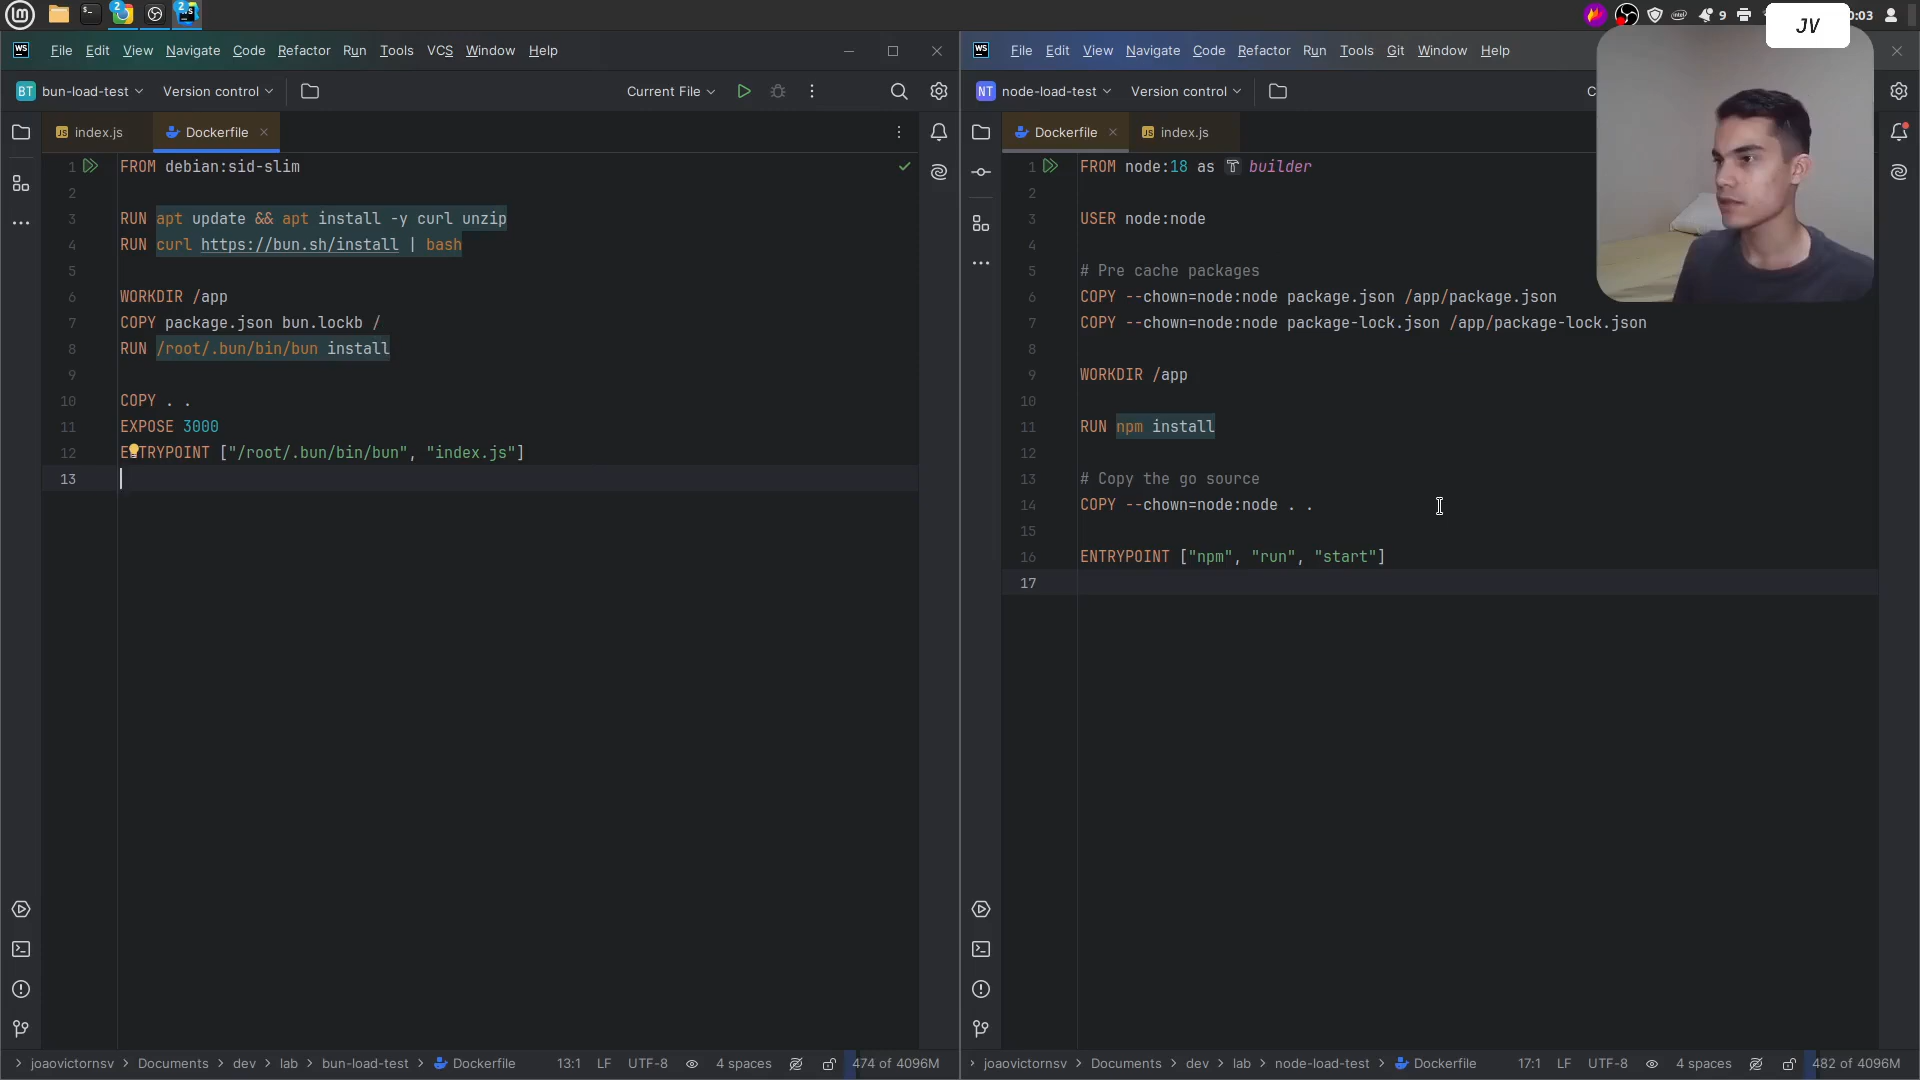 2
2
9
0:03
JV
File Edit View Navigate Code Refactor Run Tools VCS Window Help
BT bun-load-test Version control
Current File
index.js
Dockerfile
1 FROM debian:sid-slim
2
3 RUN apt update && apt install -y curl unzip
4 RUN curl https://bun.sh/install | bash
5
6 WORKDIR /app
7 COPY package.json bun.lockb /
8 RUN /root/.bun/bin/bun install
9
10 COPY . .
11 EXPOSE 3000
12 ENTRYPOINT ["/root/.bun/bin/bun", "index.js"]
13
joaovictornsv > Documents > dev > lab > bun-load-test > Dockerfile 13:1 LF UTF-8 4 spaces 474 of 4096M
File Edit View Navigate Code Refactor Run Tools Git Window Help
NT node-load-test Version control
C
Dockerfile
index.js
1 FROM node:18 as builder
2
3 USER node:node
4
5 # Pre cache packages
6 COPY --chown=node:node package.json /app/package.json
7 COPY --chown=node:node package-lock.json /app/package-lock.json
8
9 WORKDIR /app
10
11 RUN npm install
12
13 # Copy the go source
14 COPY --chown=node:node . .
15
16 ENTRYPOINT ["npm", "run", "start"]
17
joaovictornsv > Documents > dev > lab > node-load-test > Dockerfile 17:1 LF UTF-8 4 spaces 482 of 4096M